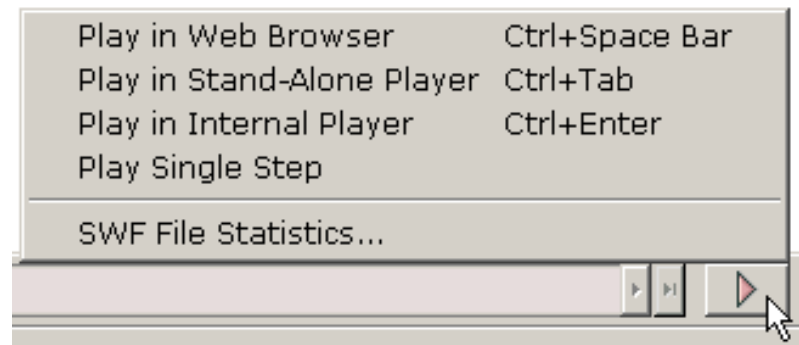 Play in Web Browser Ctrl+Space Bar
Play in Stand-Alone Player Ctrl+Tab
Play in Internal Player Ctrl+Enter
Play Single Step
SWF File Statistics...